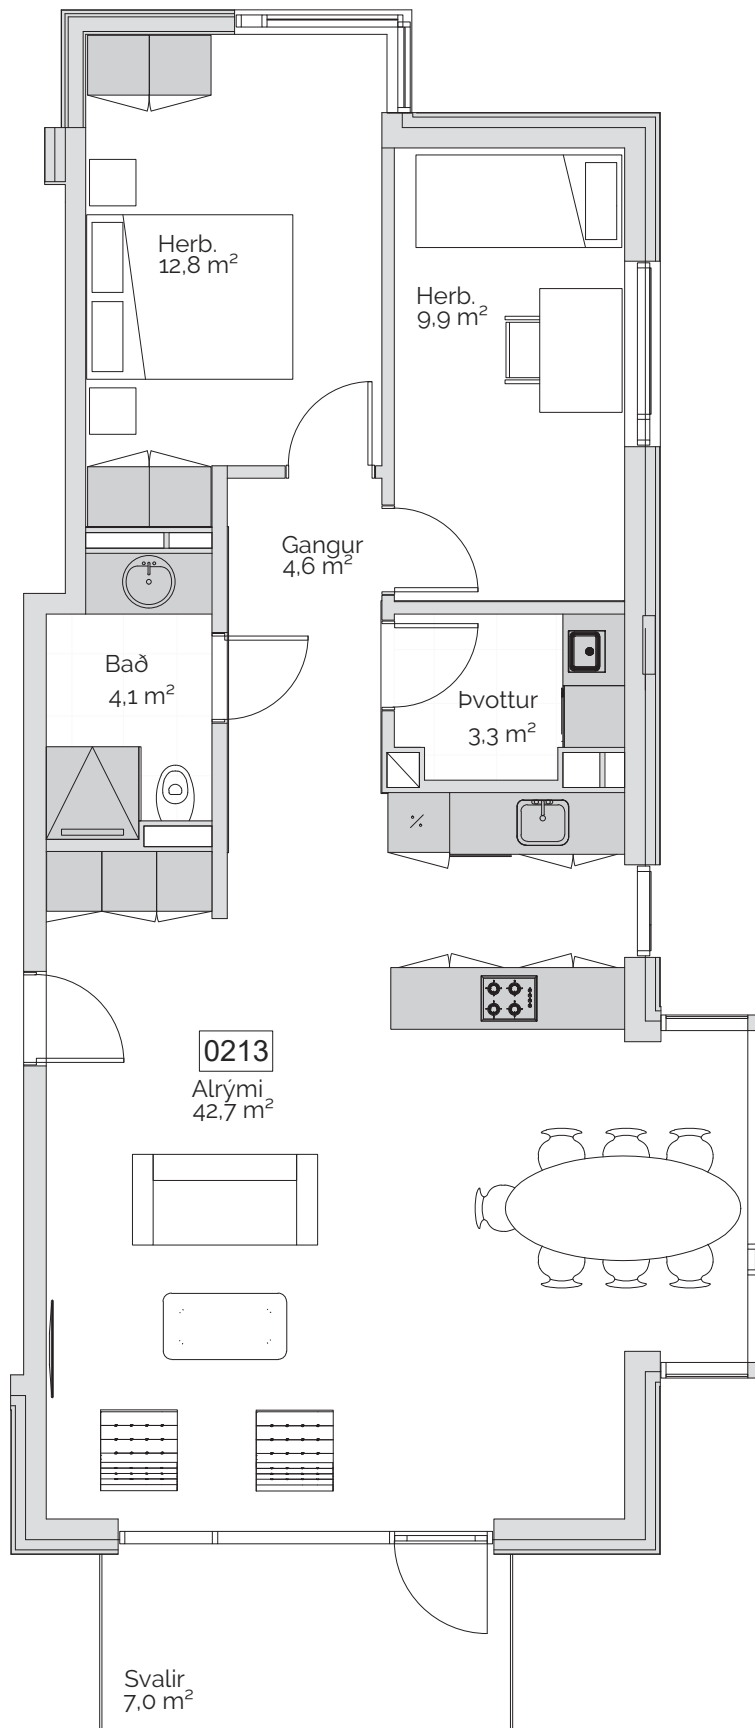 Herb.
12,8 m²
Herb.
9,9 m²
Gangur
4,6 m²
Bað
4,1 m²
Þvottur
3,3 m²
0213
Alrými
42,7 m²
Svalir
7,0 m²